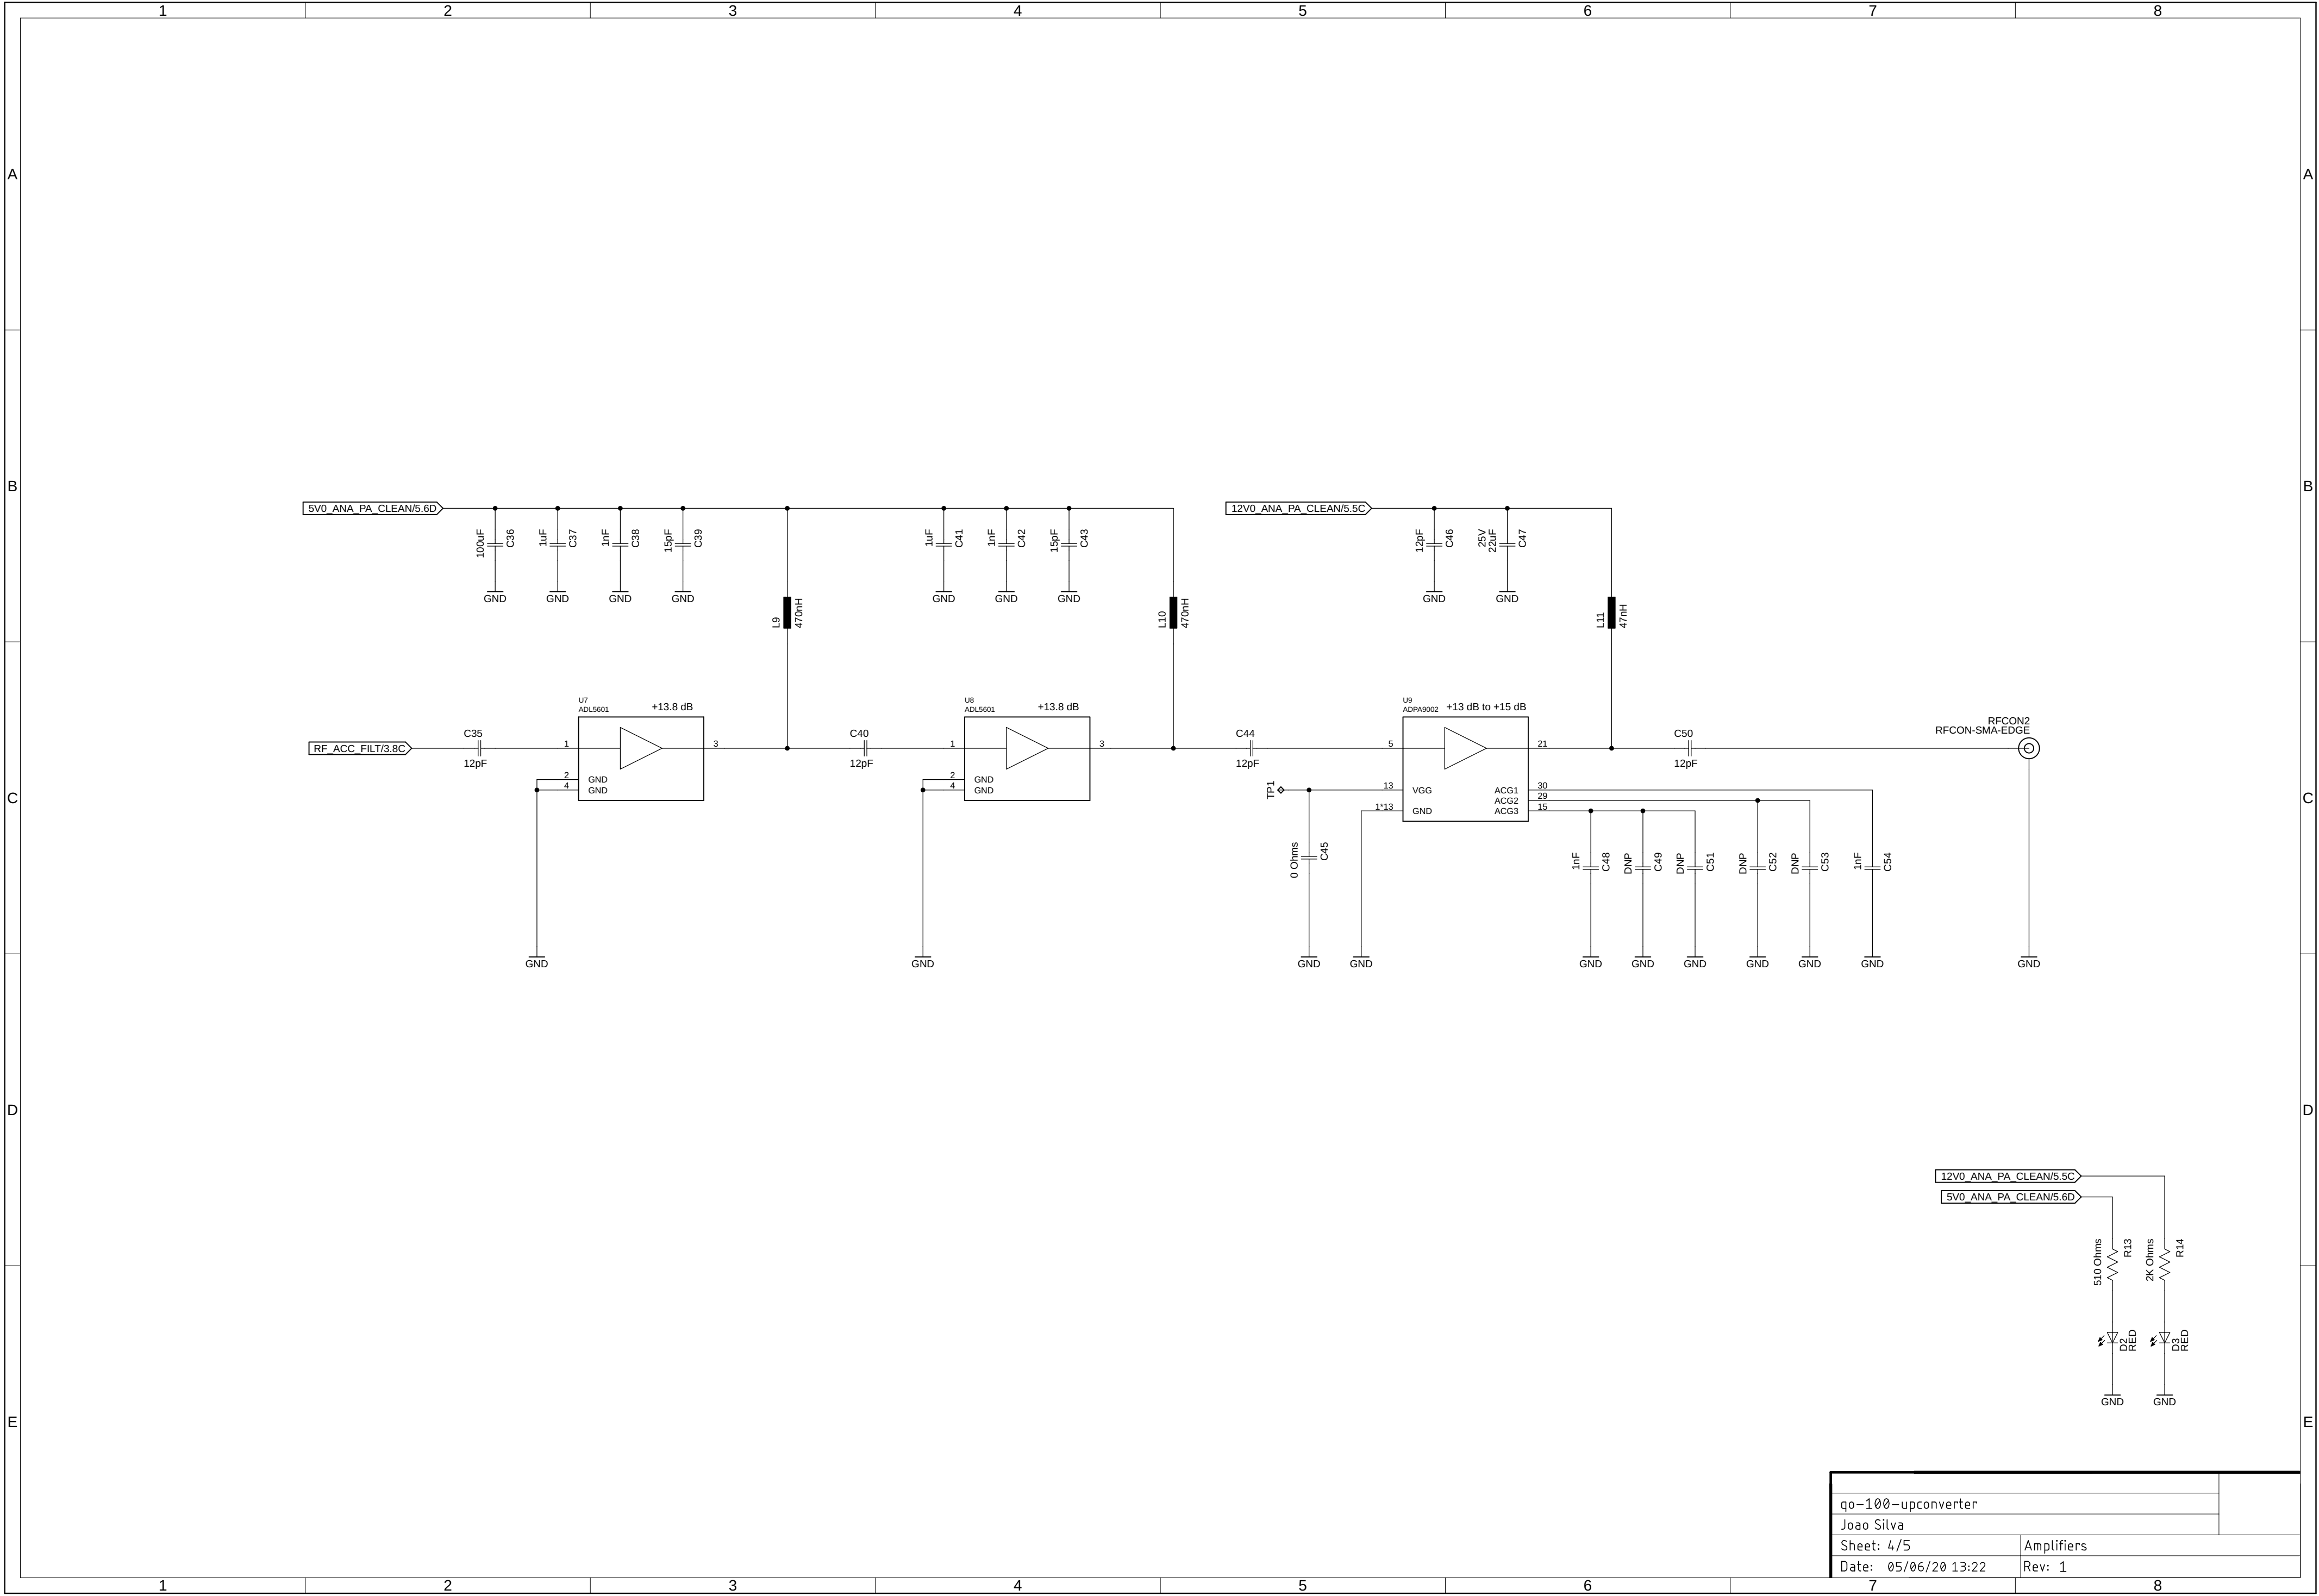 1 2 3 4 5 6 7 8
A
A
B
B
5V0_ANA_PA_CLEAN/5.6D
100uF
C36
GND
1uF
C37
GND
1nF
C38
GND
15pF
C39
GND
L9
470nH
1uF
C41
GND
1nF
C42
GND
15pF
C43
GND
L10
470nH
12V0_ANA_PA_CLEAN/5.5C
12pF
C46
GND
25V
22uF
C47
GND
L11
47nH
C
C
RF_ACC_FILT/3.8C
C35
12pF
U7
ADL5601
+13.8 dB
1
3
2 GND
4 GND
GND
C40
12pF
U8
ADL5601
+13.8 dB
1
3
2 GND
4 GND
GND
C44
12pF
TP1
0 Ohms
C45
GND
GND
U9
ADPA9002
+13 dB to +15 dB
5
21
13 VGG
1*13 GND
ACG1 30
ACG2 29
ACG3 15
C50
12pF
RFCON2
RFCON-SMA-EDGE
GND
1nF
C48
GND
DNP
C49
GND
DNP
C51
GND
DNP
C52
GND
DNP
C53
GND
1nF
C54
GND
D
D
12V0_ANA_PA_CLEAN/5.5C
5V0_ANA_PA_CLEAN/5.6D
510 Ohms
R13
2K Ohms
R14
D2
RED
D3
RED
GND
GND
E
E
qo-100-upconverter
Joao Silva
Sheet: 4/5
Amplifiers
Date: 05/06/20 13:22
Rev: 1
1 2 3 4 5 6 7 8